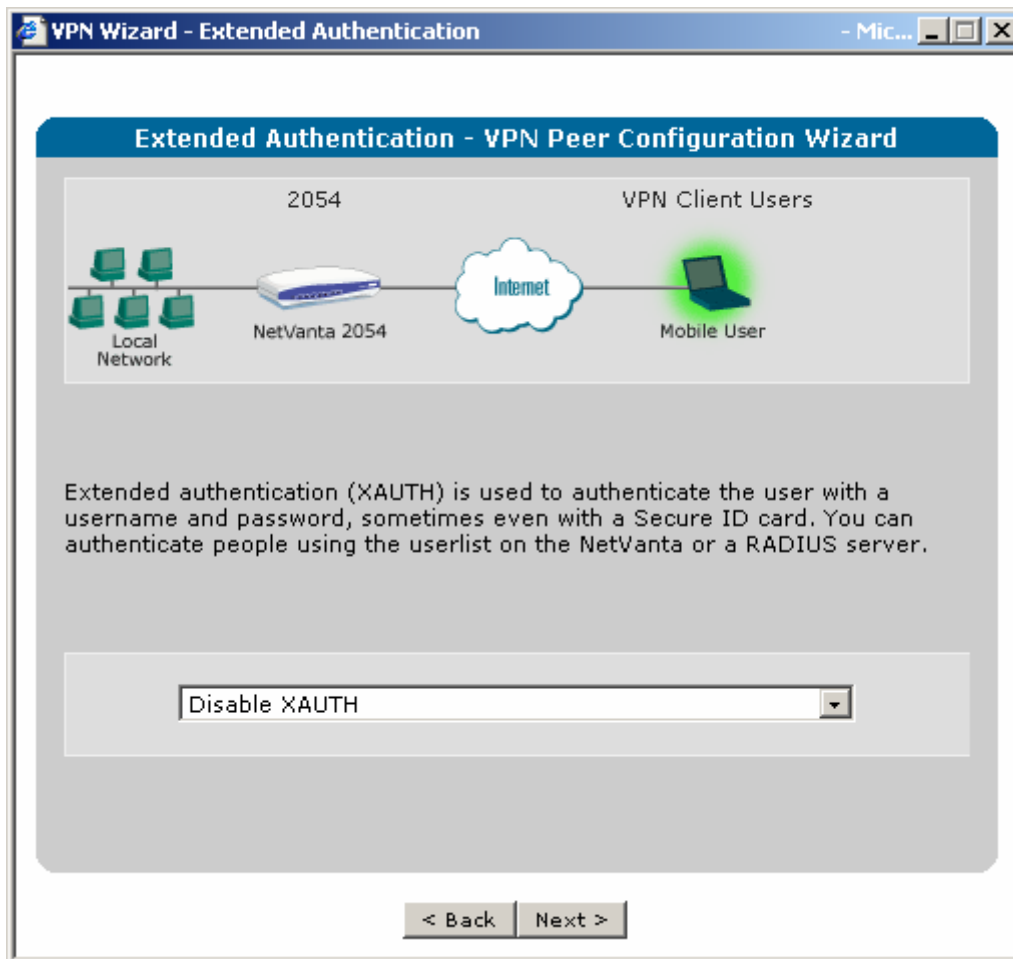 VPN Wizard - Extended Authentication - Mic...
Extended Authentication - VPN Peer Configuration Wizard
2054 VPN Client Users
Internet
Local
Network
NetVanta 2054
Mobile User
Extended authentication (XAUTH) is used to authenticate the user with a
username and password, sometimes even with a Secure ID card. You can
authenticate people using the userlist on the NetVanta or a RADIUS server.
Disable XAUTH
< Back Next >